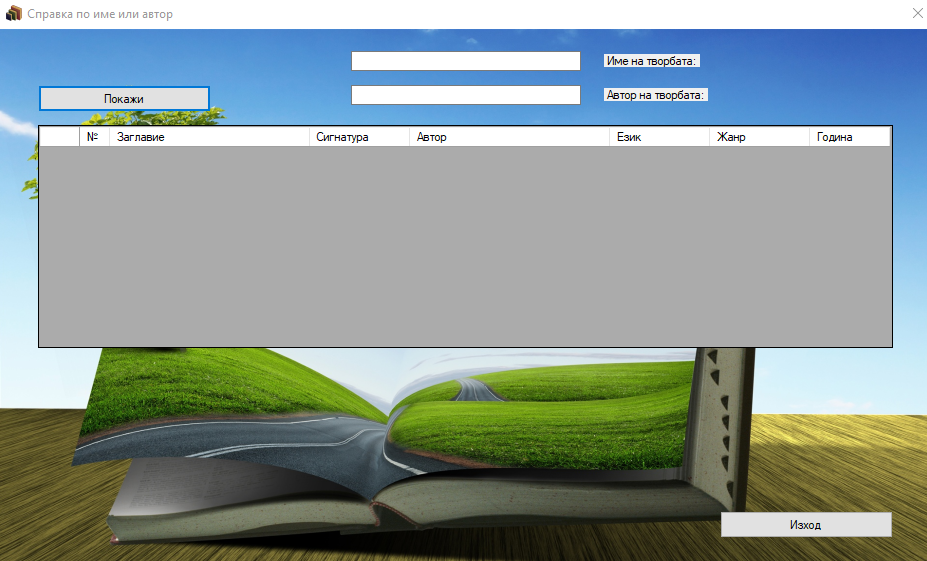 Справка по име или автор
Име на творбата:
Покажи
Автор на творбата:
№ Заглавие Сигнатура Автор Език Жанр Година
Изход